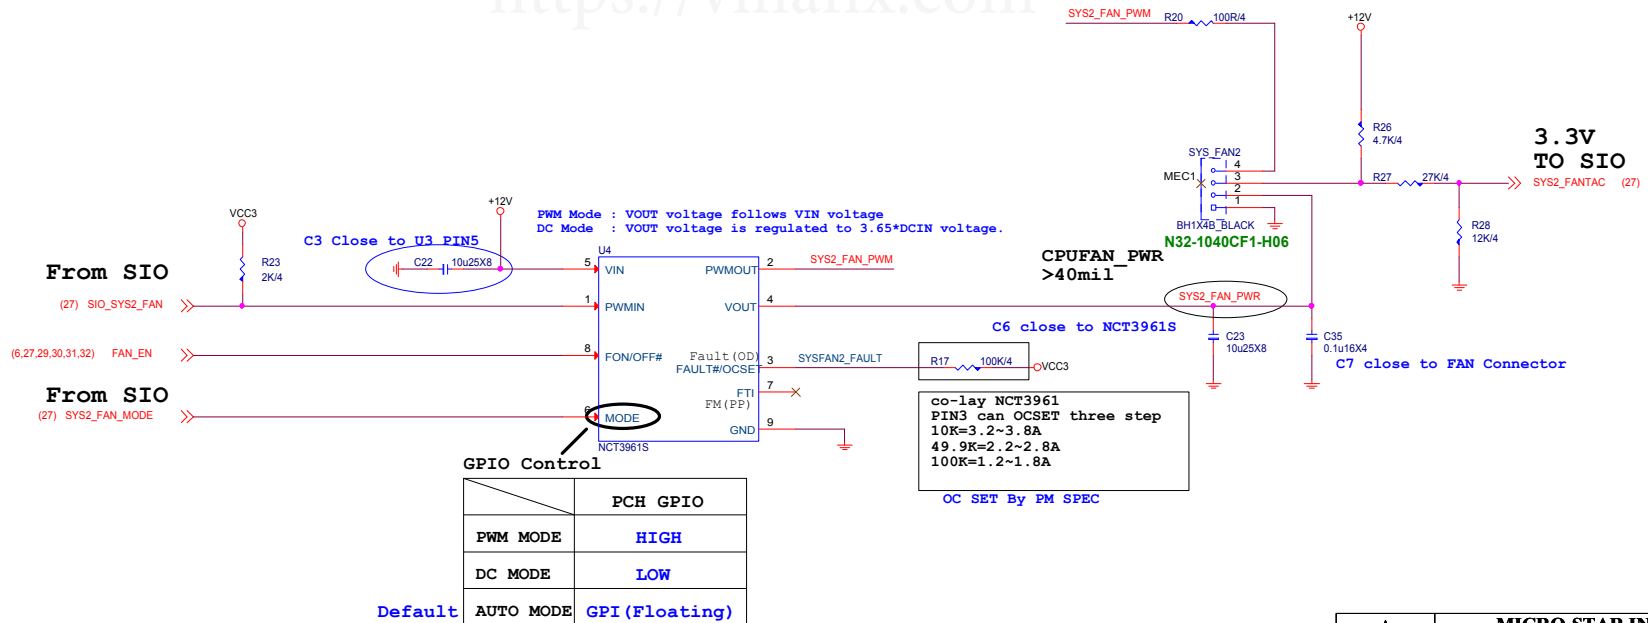 https://vinafix.com
SYS2_FAN_PWM
R20
100R/4
+12V
R26
4.7K/4
3.3V
TO SIO
SYS2_FANTAC (27)
SYS_FAN2
MEC1
4
3
2
1
R27
27K/4
R28
12K/4
BH1X4B_BLACK
N32-1040CF1-H06
VCC3
+12V
PWM Mode : VOUT voltage follows VIN voltage
DC Mode : VOUT voltage is regulated to 3.65*DCIN voltage.
C3 Close to U3 PIN5
C22
10u25X8
U4
R23
2K/4
From SIO
(27) SIO_SYS2_FAN
5
VIN
PWMOUT
2
SYS2_FAN_PWM
CPUFAN_PWR
>40mil
1
PWMIN
VOUT
4
SYS2_FAN_PWR
C6 close to NCT3961S
C23
10u25X8
C35
0.1u16X4
C7 close to FAN Connector
(6,27,29,30,31,32) FAN_EN
8
FON/OFF#
Fault(OD)
FAULT#/OCSET
3
SYSFAN2_FAULT
R17
100K/4
VCC3
From SIO
(27) SYS2_FAN_MODE
6
MODE
FTI
7
FM(PP)
GND
9
NCT3961S
co-lay NCT3961
PIN3 can OCSET three step
10K=3.2~3.8A
49.9K=2.2~2.8A
100K=1.2~1.8A
OC SET By PM SPEC
GPIO Control
PCH GPIO
PWM MODE HIGH
DC MODE LOW
Default AUTO MODE GPI(Floating)
MICRO-STAR IN